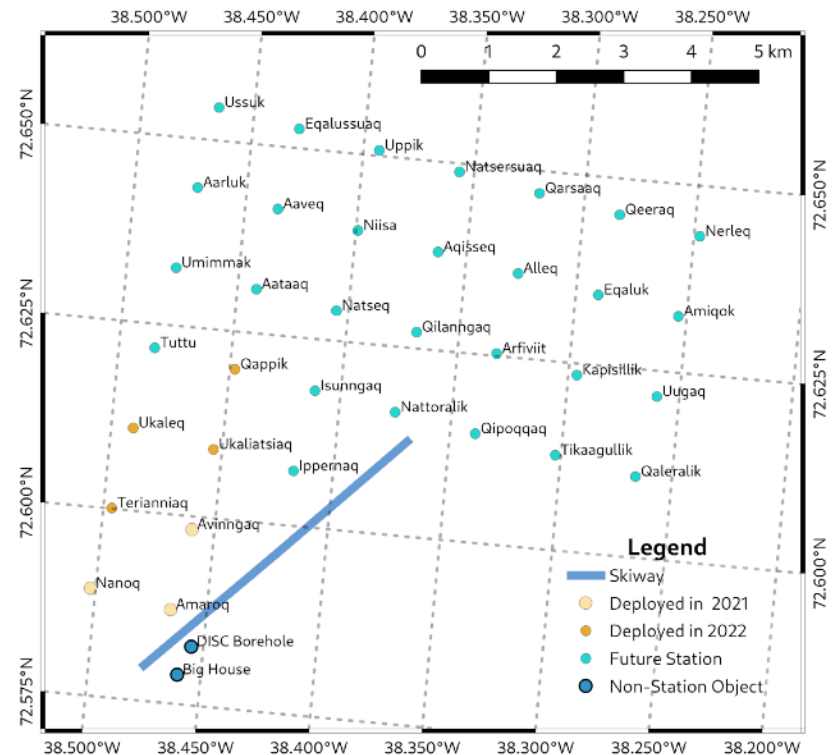 38.500°W 38.450°W 38.400°W 38.350°W 38.300°W 38.250°W
0 1 2 3 4 5 km
72.650°N
72.625°N
72.600°N
72.575°N
72.650°N
72.625°N
72.600°N
Ussuk
Eqalussuaq
Uppik
Natsersuaq
Qarsaaq
Qeeraq
Nerleq
Aarluk
Aaveq
Niisa
Aqisseq
Alleq
Eqaluk
Amiqok
Umimmak
Aataaq
Natseq
Qilanngaq
Arfiviit
Kapisillik
Uugaq
Tuttu
Qappik
Isunngaq
Nattoralik
Qipoqqaq
Tikaagullik
Qaleralik
Ukaleq
Ukaliatsiaq
Ippernaq
Terianniaq
Avinngaq
Nanoq
Amaroq
DISC Borehole
Big House
Legend
Skiway
Deployed in 2021
Deployed in 2022
Future Station
Non-Station Object
38.500°W 38.450°W 38.400°W 38.350°W 38.300°W 38.250°W 38.200°W